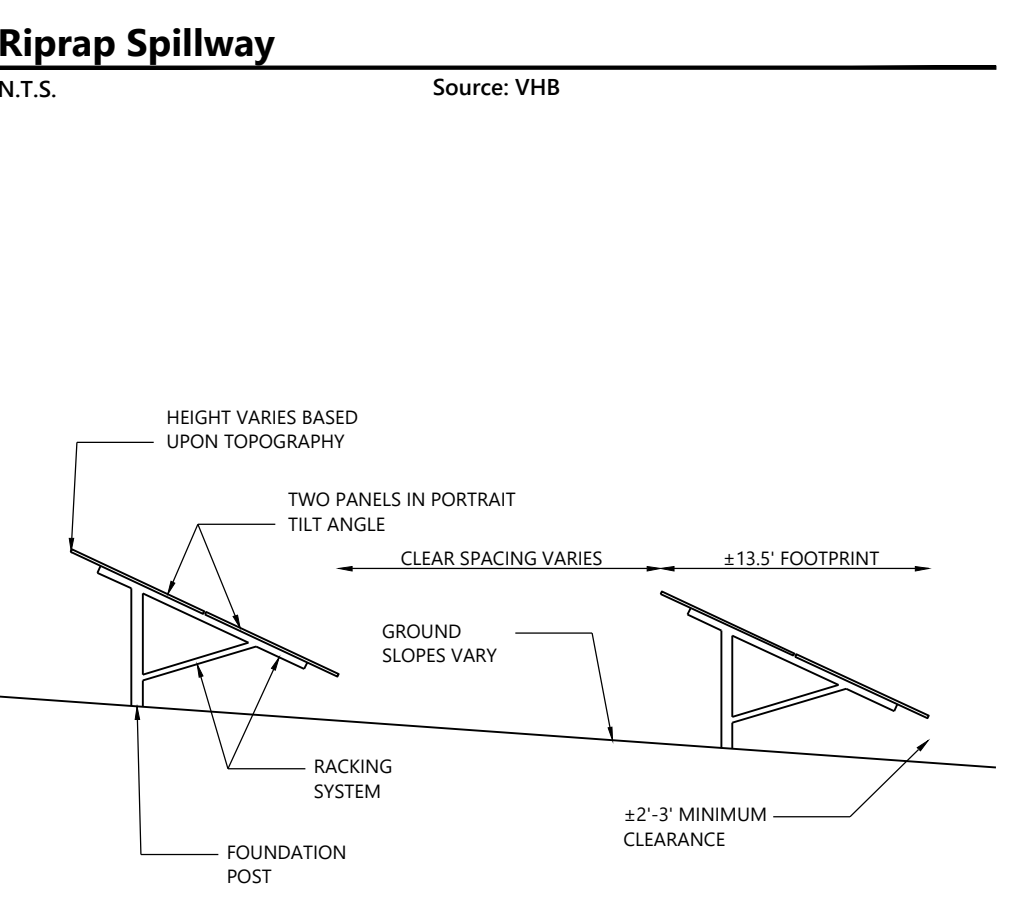 Riprap Spillway
N.T.S.
Source: VHB
HEIGHT VARIES BASED
UPON TOPOGRAPHY
TWO PANELS IN PORTRAIT
TILT ANGLE
CLEAR SPACING VARIES
±13.5' FOOTPRINT
GROUND
SLOPES VARY
RACKING
SYSTEM
±2'-3' MINIMUM
CLEARANCE
FOUNDATION
POST